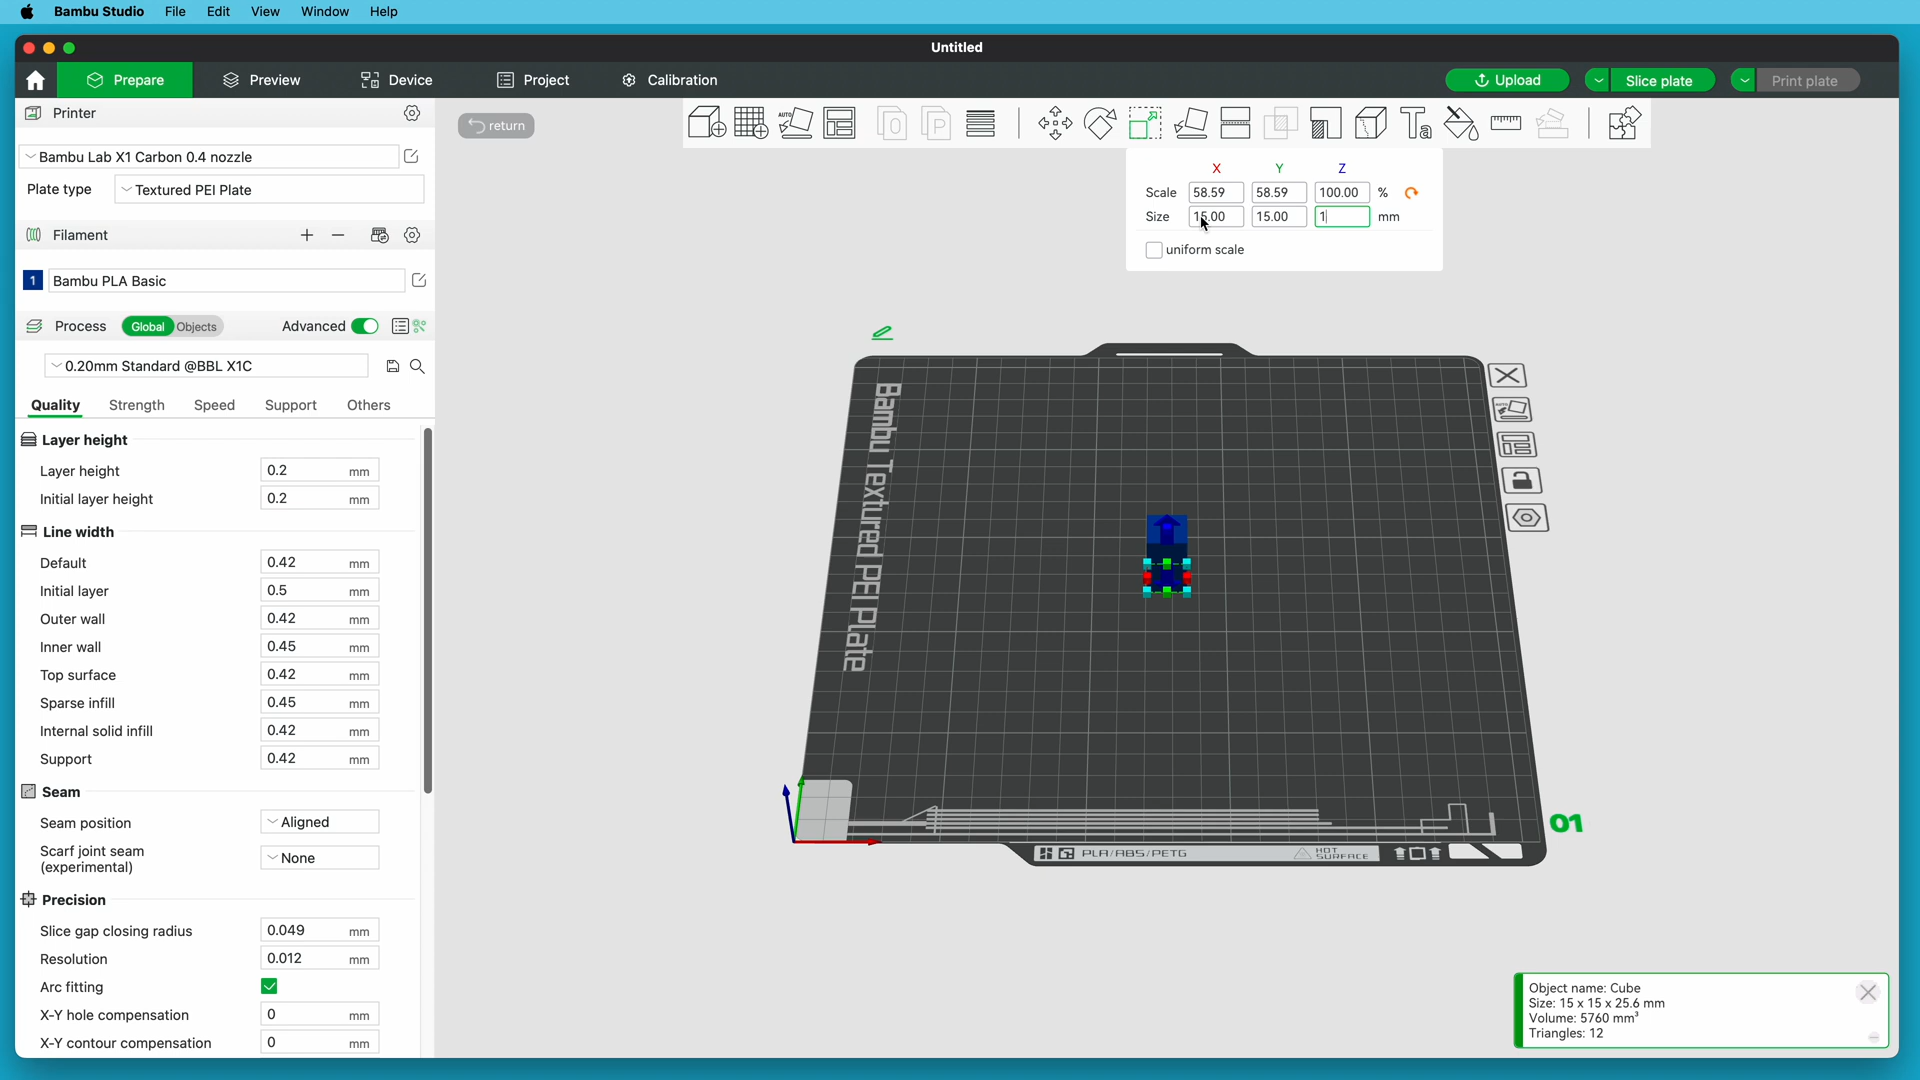 Bambu Studio File Edit View Window Help
Untitled
Prepare Preview Device Project Calibration Upload Slice plate Print plate
Printer
return
Bambu Lab X1 Carbon 0.4 nozzle
Plate type Textured PEI Plate
X Y Z
Scale 58.59 58.59 100.00 %
Size 15.00 15.00 1 mm
uniform scale
Filament
1 Bambu PLA Basic
Process Global Objects Advanced
0.20mm Standard @BBL X1C
Quality Strength Speed Support Others
Layer height
Layer height 0.2 mm
Initial layer height 0.2 mm
Line width
Default 0.42 mm
Initial layer 0.5 mm
Outer wall 0.42 mm
Inner wall 0.45 mm
Top surface 0.42 mm
Sparse infill 0.45 mm
Internal solid infill 0.42 mm
Support 0.42 mm
Seam
Seam position Aligned
Scarf joint seam
(experimental) None
Precision
Slice gap closing radius 0.049 mm
Resolution 0.012 mm
Arc fitting
X-Y hole compensation 0 mm
X-Y contour compensation 0 mm
AUTO
Bambu Textured PEI Plate
AUTO
01
PLA/ABS/PETG
HOT
SURFACE
Object name: Cube
Size: 15 x 15 x 25.6 mm
Volume: 5760 mm³
Triangles: 12